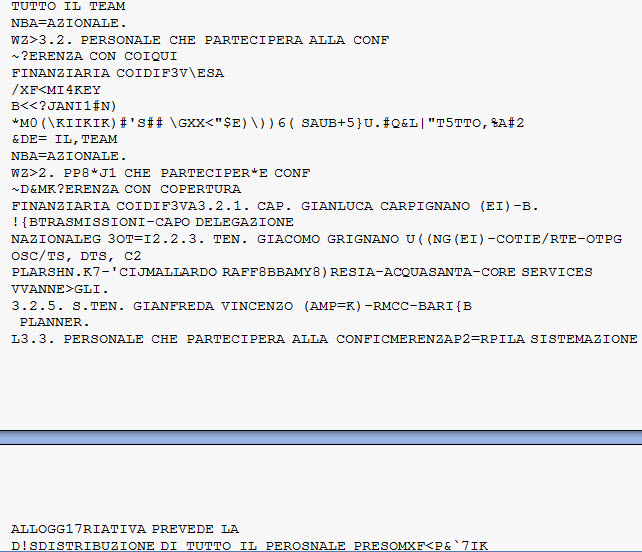 TUTTO IL TEAM
NBA=AZIONALE.
WZ>3.2. PERSONALE CHE PARTECIPERA ALLA CONF
~?ERENZA CON COIQUI
FINANZIARIA COIDIF3V\ESA
/XF<MI4KEY
B<<?JANI1#N)
*M0(\KIIKIK)#'S## \GXX<"$E)\))6( SAUB+5}U.#Q&L|"T5TTO,%A#2
&DE= IL,TEAM
NBA=AZIONALE.
WZ>2. PP8*J1 CHE PARTECIPER*E CONF
~D&MK?ERENZA CON COPERTURA
FINANZIARIA COIDIF3VA3.2.1. CAP. GIANLUCA CARPIGNANO (EI)-B.
!{BTRASMISSIONI-CAPO DELEGAZIONE
NAZIONALEG 3OT=I2.2.3. TEN. GIACOMO GRIGNANO U((NG(EI)-COTIE/RTE-OTPG
OSC/TS, DTS, C2
PLARSHN.K7-'CIJMALLARDO RAFF8BBAMY8)RESIA-ACQUASANTA-CORE SERVICES
VVANNE>GLI.
3.2.5. S.TEN. GIANFREDA VINCENZO (AMP=K)-RMCC-BARI{B
PLANNER.
L3.3. PERSONALE CHE PARTECIPERA ALLA CONFICMERENZAP2=RPILA SISTEMAZIONE
ALLOGG17RIATIVA PREVEDE LA
D!SDISTRIBUZIONE DI TUTTO IL PEROSNALE PRESOMXF<P&`7IK